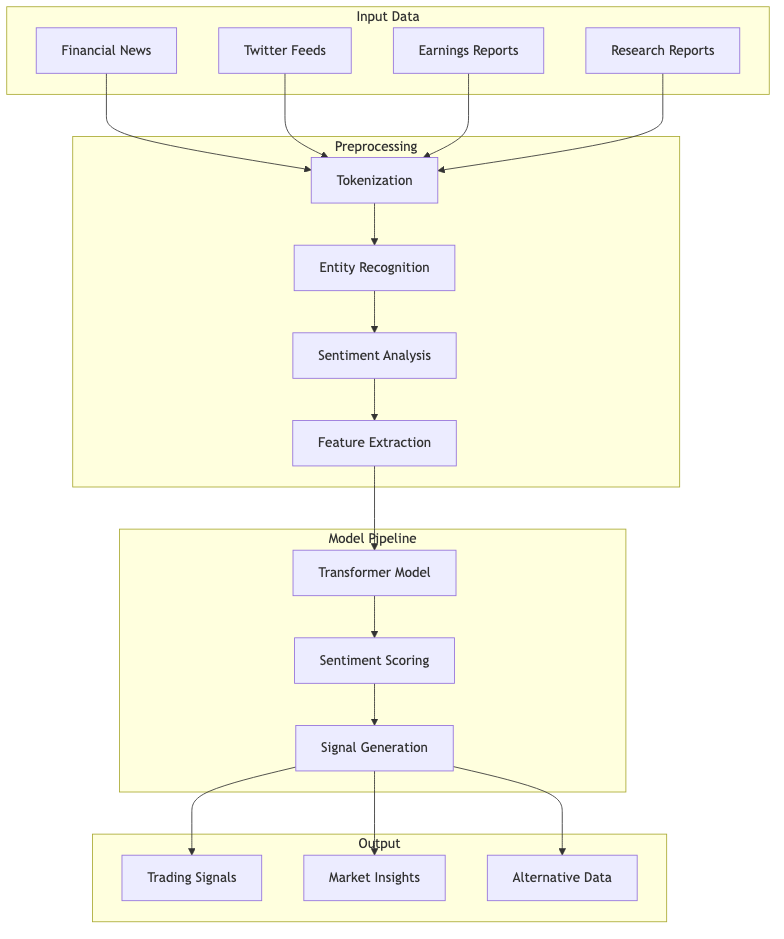 Input Data
Financial News
Twitter Feeds
Earnings Reports
Research Reports
Preprocessing
Tokenization
Entity Recognition
Sentiment Analysis
Feature Extraction
Model Pipeline
Transformer Model
Sentiment Scoring
Signal Generation
Output
Trading Signals
Market Insights
Alternative Data